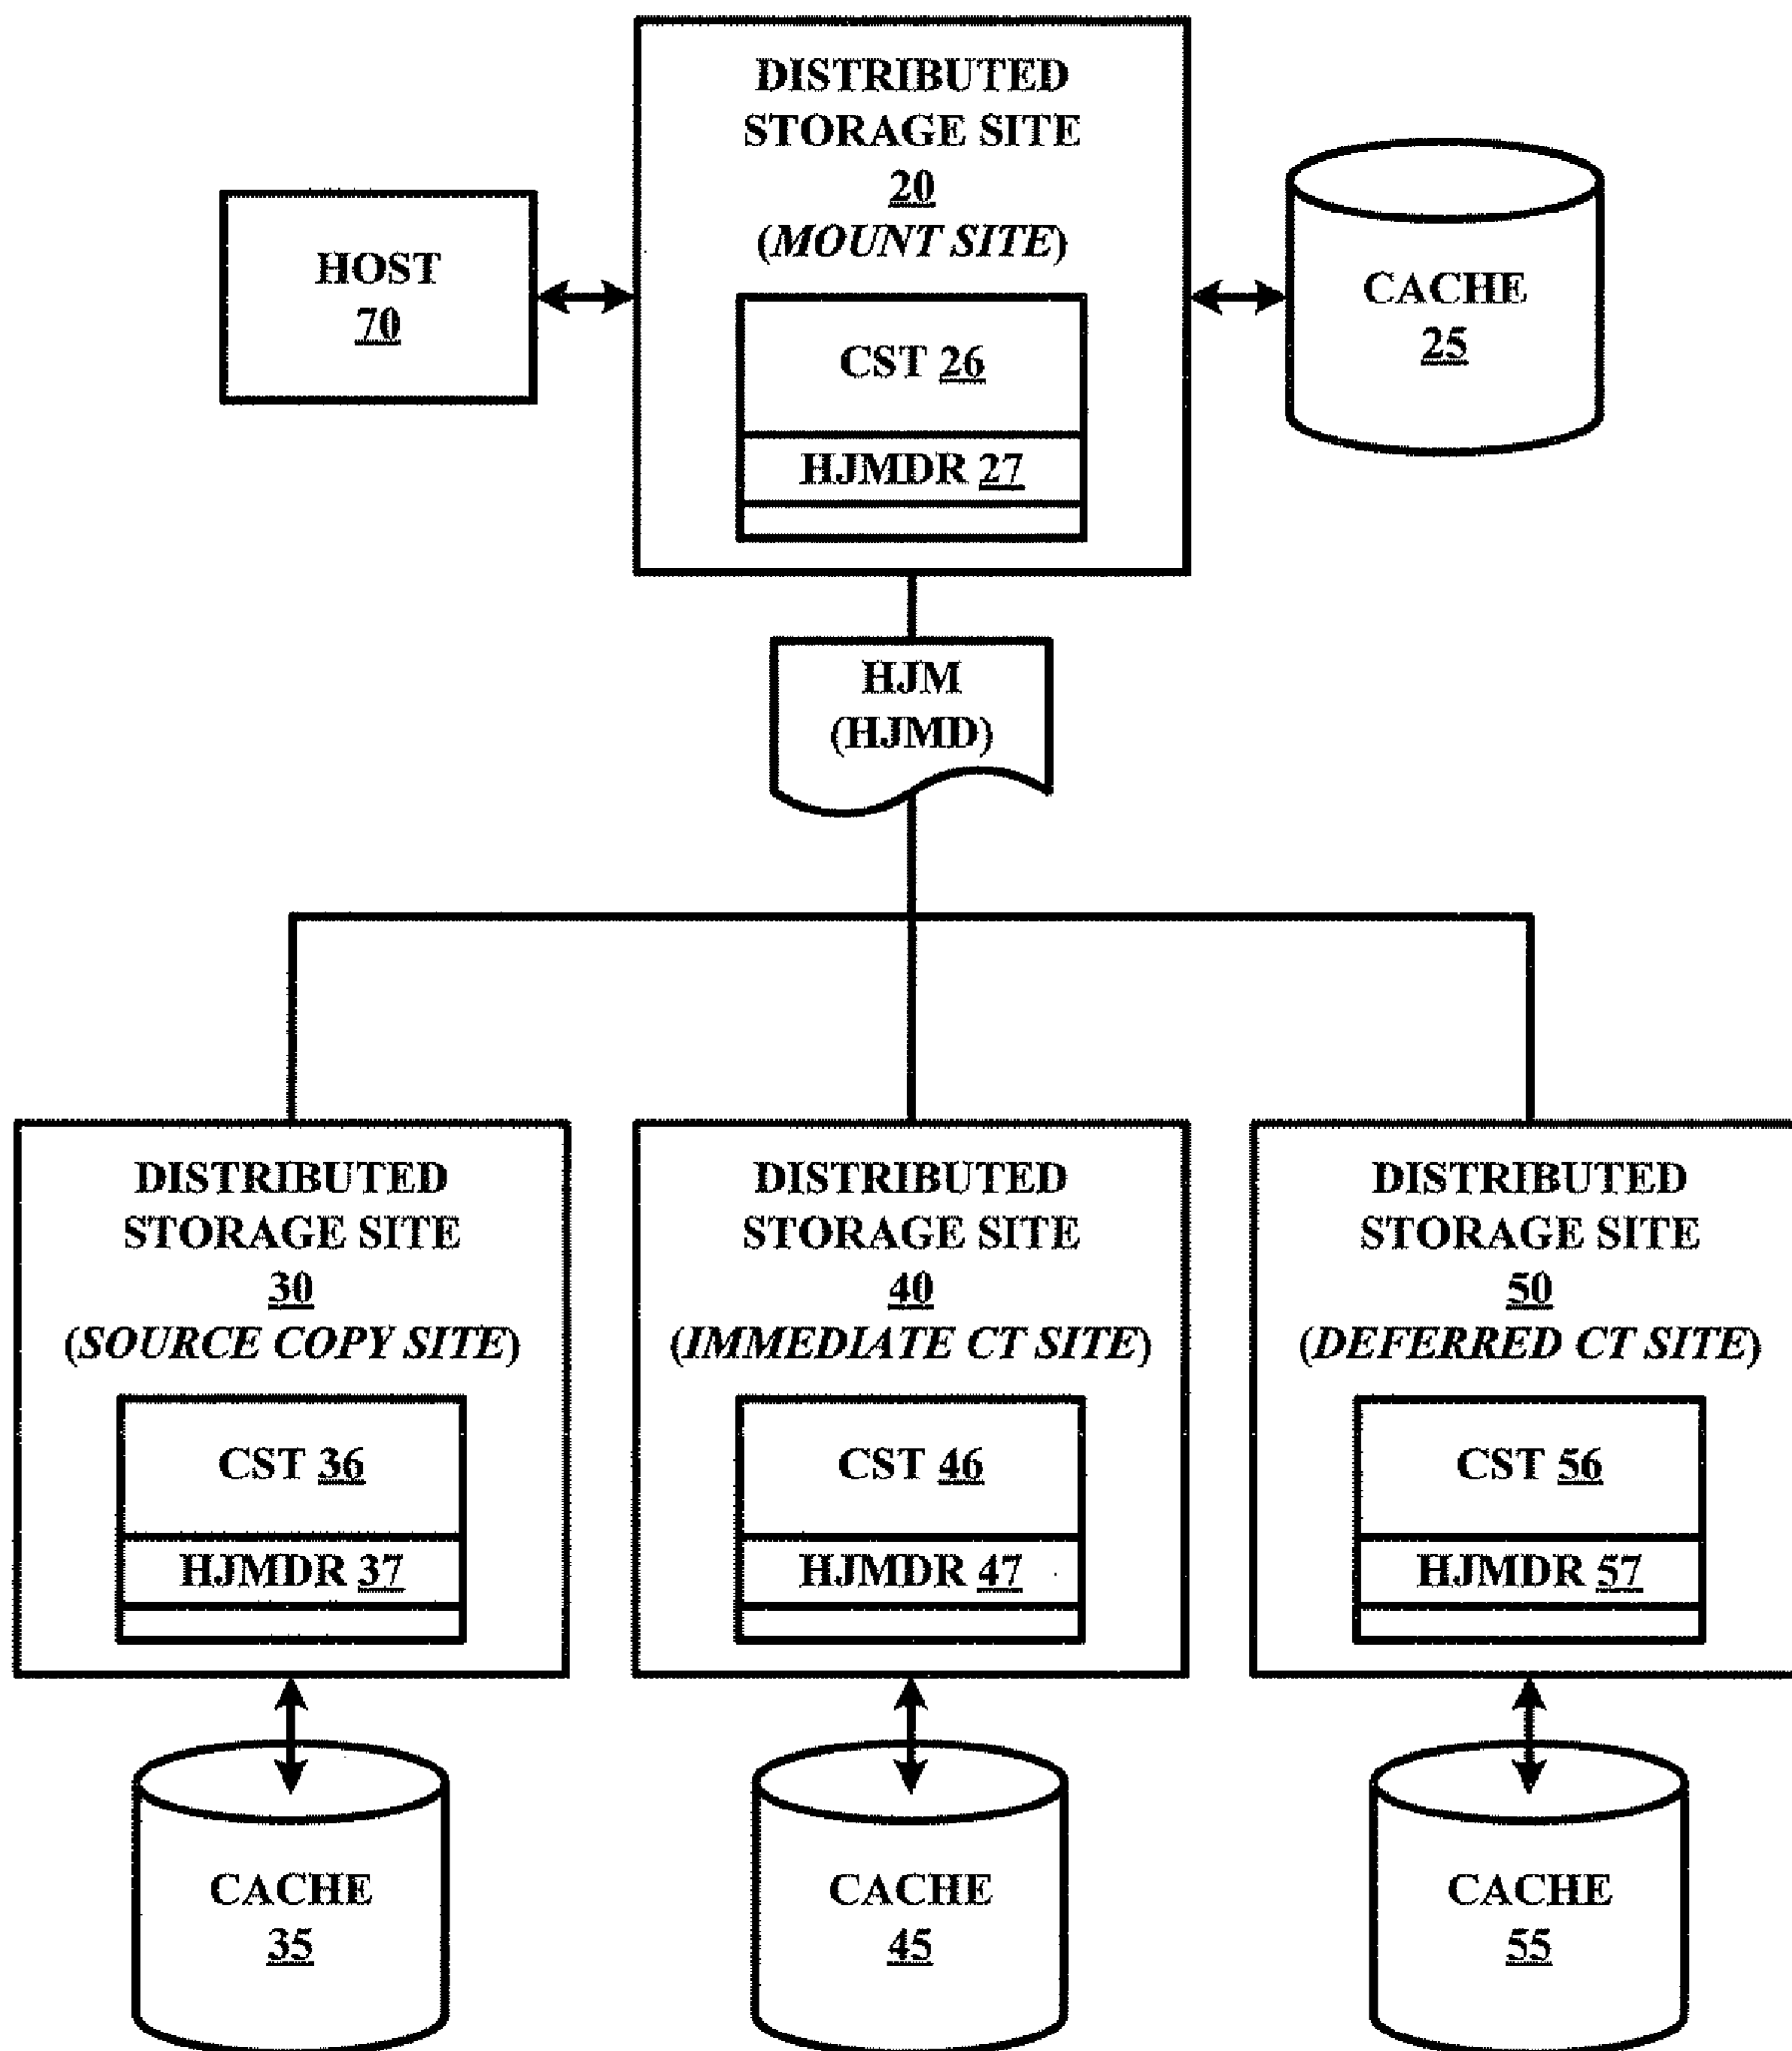 DISTRIBUTED
STORAGE SITE
20
(MOUNT SITE)
HOST
70
CST 26
HJMDR 27
CACHE
25
HJM
(HJMD)
DISTRIBUTED
STORAGE SITE
30
(SOURCE COPY SITE)
CST 36
HJMDR 37
CACHE
35
DISTRIBUTED
STORAGE SITE
40
(IMMEDIATE CT SITE)
CST 46
HJMDR 47
CACHE
45
DISTRIBUTED
STORAGE SITE
50
(DEFERRED CT SITE)
CST 56
HJMDR 57
CACHE
55